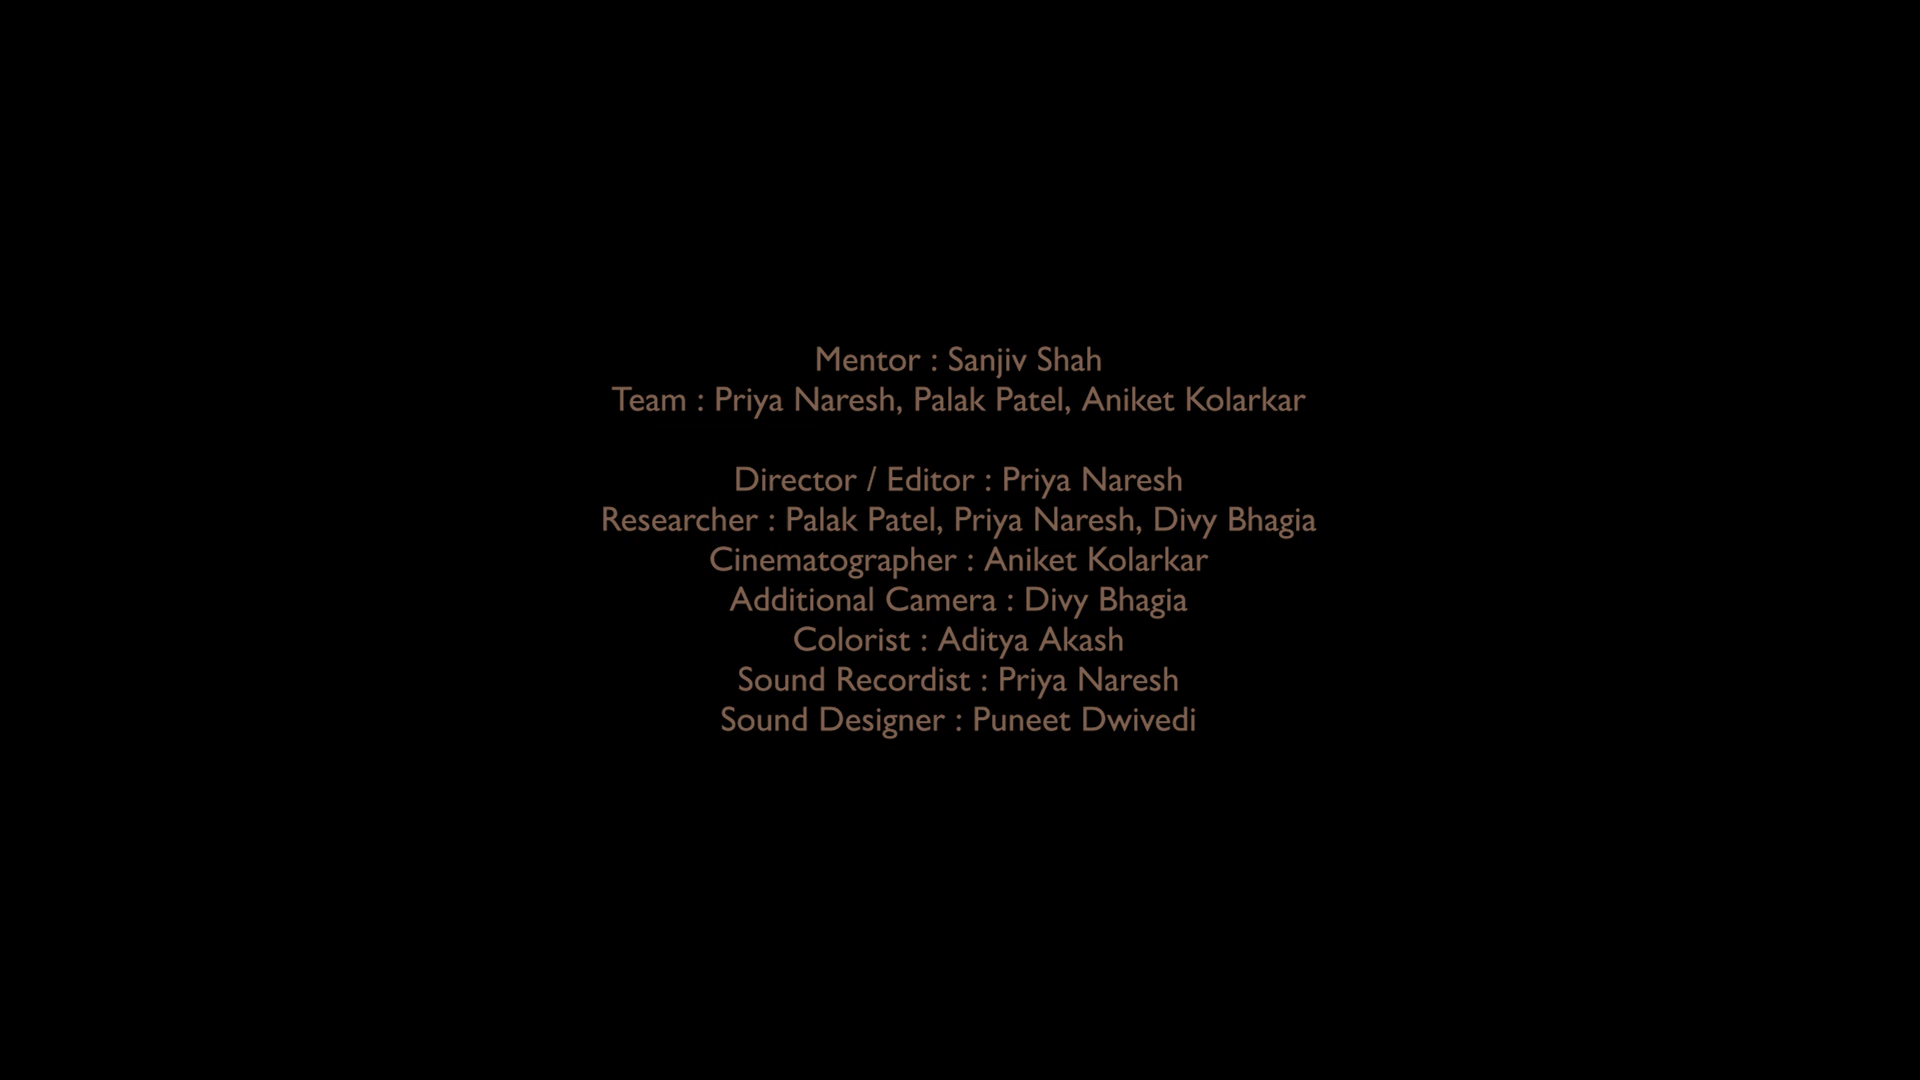 Mentor : Sanjiv Shah
Team : Priya Naresh, Palak Patel, Aniket Kolarkar
Director / Editor : Priya Naresh
Researcher : Palak Patel, Priya Naresh, Divy Bhagia
Cinematographer : Aniket Kolarkar
Additional Camera : Divy Bhagia
Colorist : Aditya Akash
Sound Recordist : Priya Naresh
Sound Designer : Puneet Dwivedi